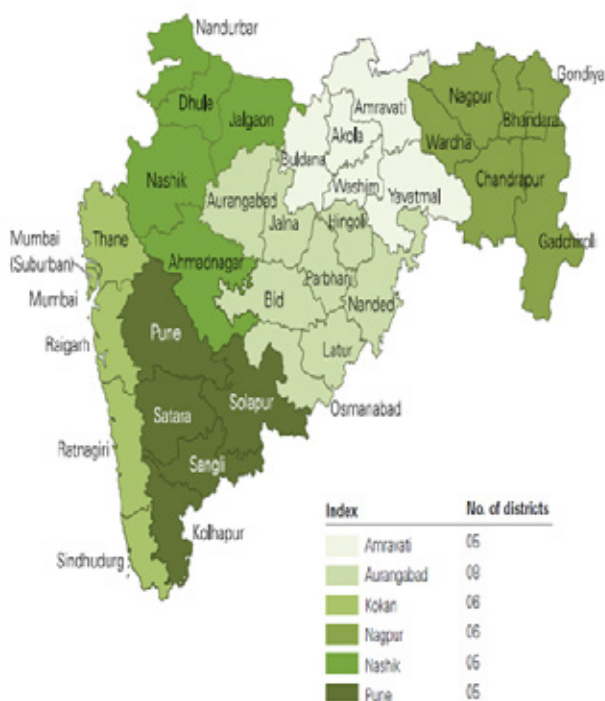 Nandurbar
Dhule
Jalgaon
Nashik
Amravati
Akola
Buldana
Washim
Yavatmal
Nagpur
Gondiya
Bhandara
Wardha
Chandrapur
Gadchiroli
Aurangabad
Jalna
Hingoli
Parbhani
Nanded
Bid
Latur
Osmanabad
Thane
Mumbai
(Suburban)
Mumbai
Raigarh
Ratnagiri
Sindhudurg
Ahmadnagar
Pune
Satara
Solapur
Sangli
Kolhapur
Index No. of districts
Amravati 05
Aurangabad 08
Kokan 06
Nagpur 06
Nashik 05
Pune 05